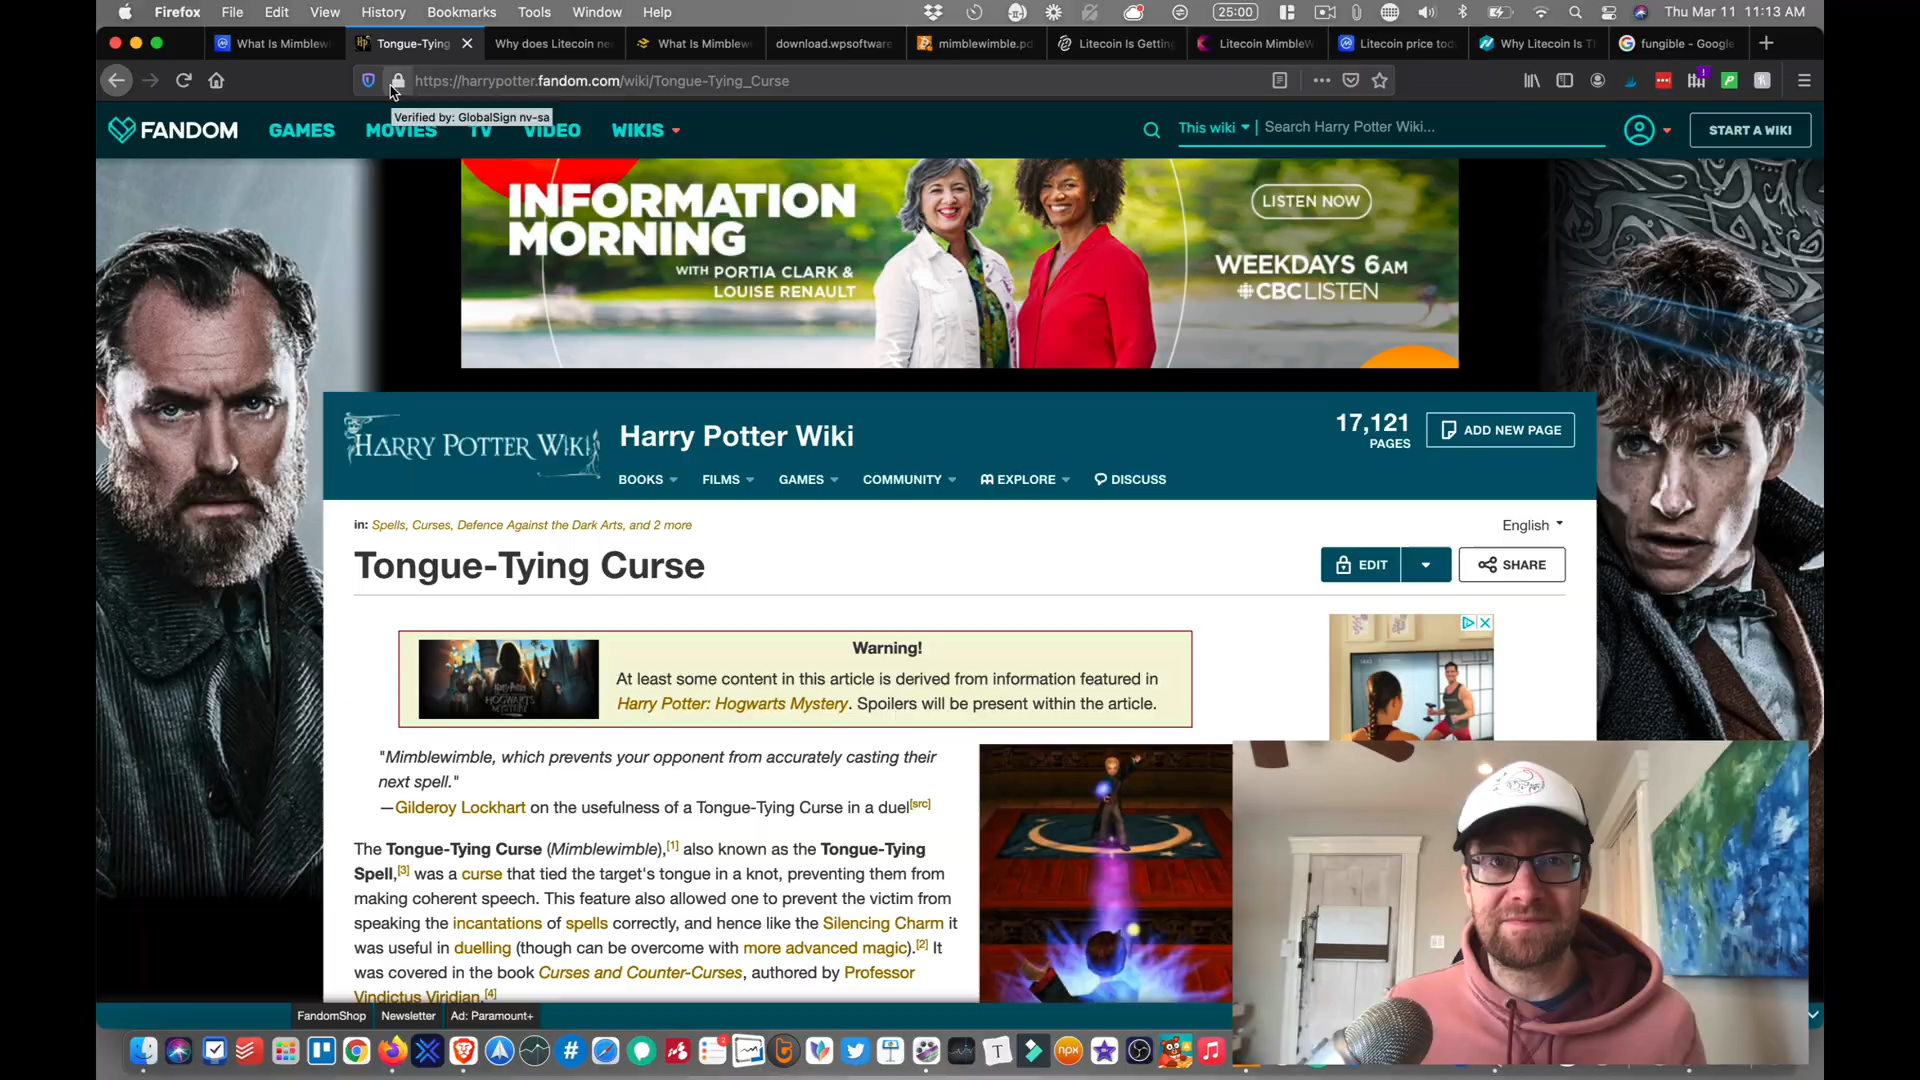 Firefox File Edit View History Bookmarks Tools Window Help 25:00 Thu Mar 11 11:13 AM
What Is Mimblewi Tongue-Tying Why does Litecoin ne What Is Mimblew download.wpsoftware mimblewimble.pd Litecoin Is Gettin Litecoin MimbleW Litecoin price tod Why Litecoin Is T fungible - Google
https://harrypotter.fandom.com/wiki/Tongue-Tying_Curse
Verified by: GlobalSign nv-sa
FANDOM GAMES MOVIES TV VIDEO WIKIS This wiki Search Harry Potter Wiki... START A WIKI
INFORMATION
MORNING
WITH PORTIA CLARK &
LOUISE RENAULT
LISTEN NOW
WEEKDAYS 6AM
CBCLISTEN
HARRY POTTER WIKI
Harry Potter Wiki
17,121
PAGES
ADD NEW PAGE
BOOKS FILMS GAMES COMMUNITY EXPLORE DISCUSS
in: Spells, Curses, Defence Against the Dark Arts, and 2 more
English
Tongue-Tying Curse
EDIT SHARE
Warning!
At least some content in this article is derived from information featured in
Harry Potter: Hogwarts Mystery. Spoilers will be present within the article.
HOGWARTS
MYSTERY
"Mimblewimble, which prevents your opponent from accurately casting their
next spell."
—Gilderoy Lockhart on the usefulness of a Tongue-Tying Curse in a duel[src]
The Tongue-Tying Curse (Mimblewimble),[1] also known as the Tongue-Tying
Spell,[3] was a curse that tied the target's tongue in a knot, preventing them from
making coherent speech. This feature also allowed one to prevent the victim from
speaking the incantations of spells correctly, and hence like the Silencing Charm it
was useful in duelling (though can be overcome with more advanced magic).[2] It
was covered in the book Curses and Counter-Curses, authored by Professor
Vindictus Viridian.[4]
FandomShop Newsletter Ad: Paramount+